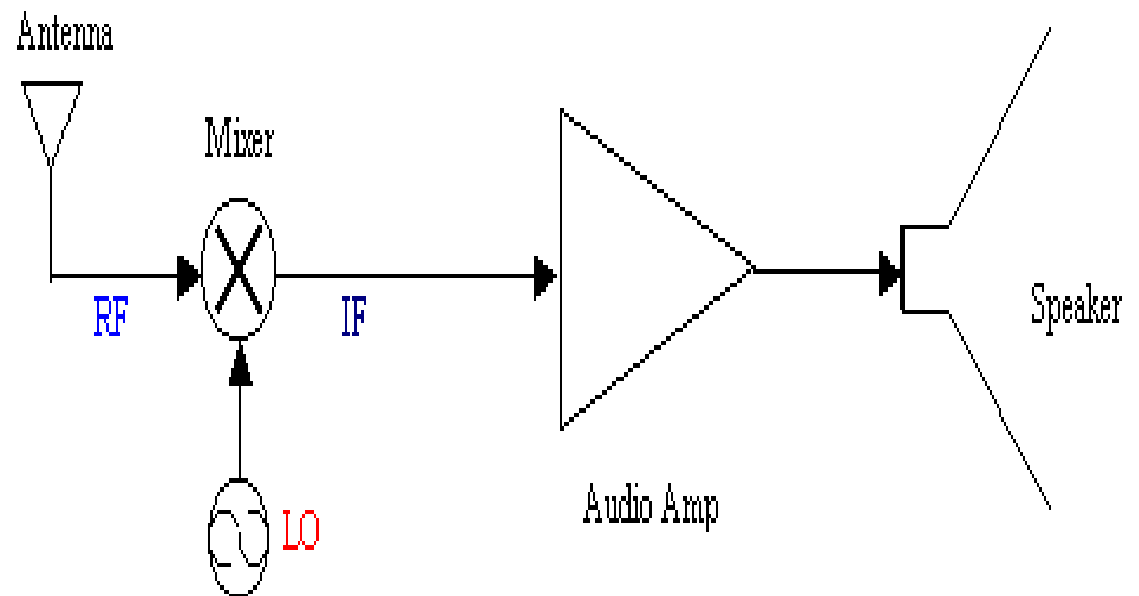 Antenna
Mixer
RF
IF
Speaker
Audio Amp
LO